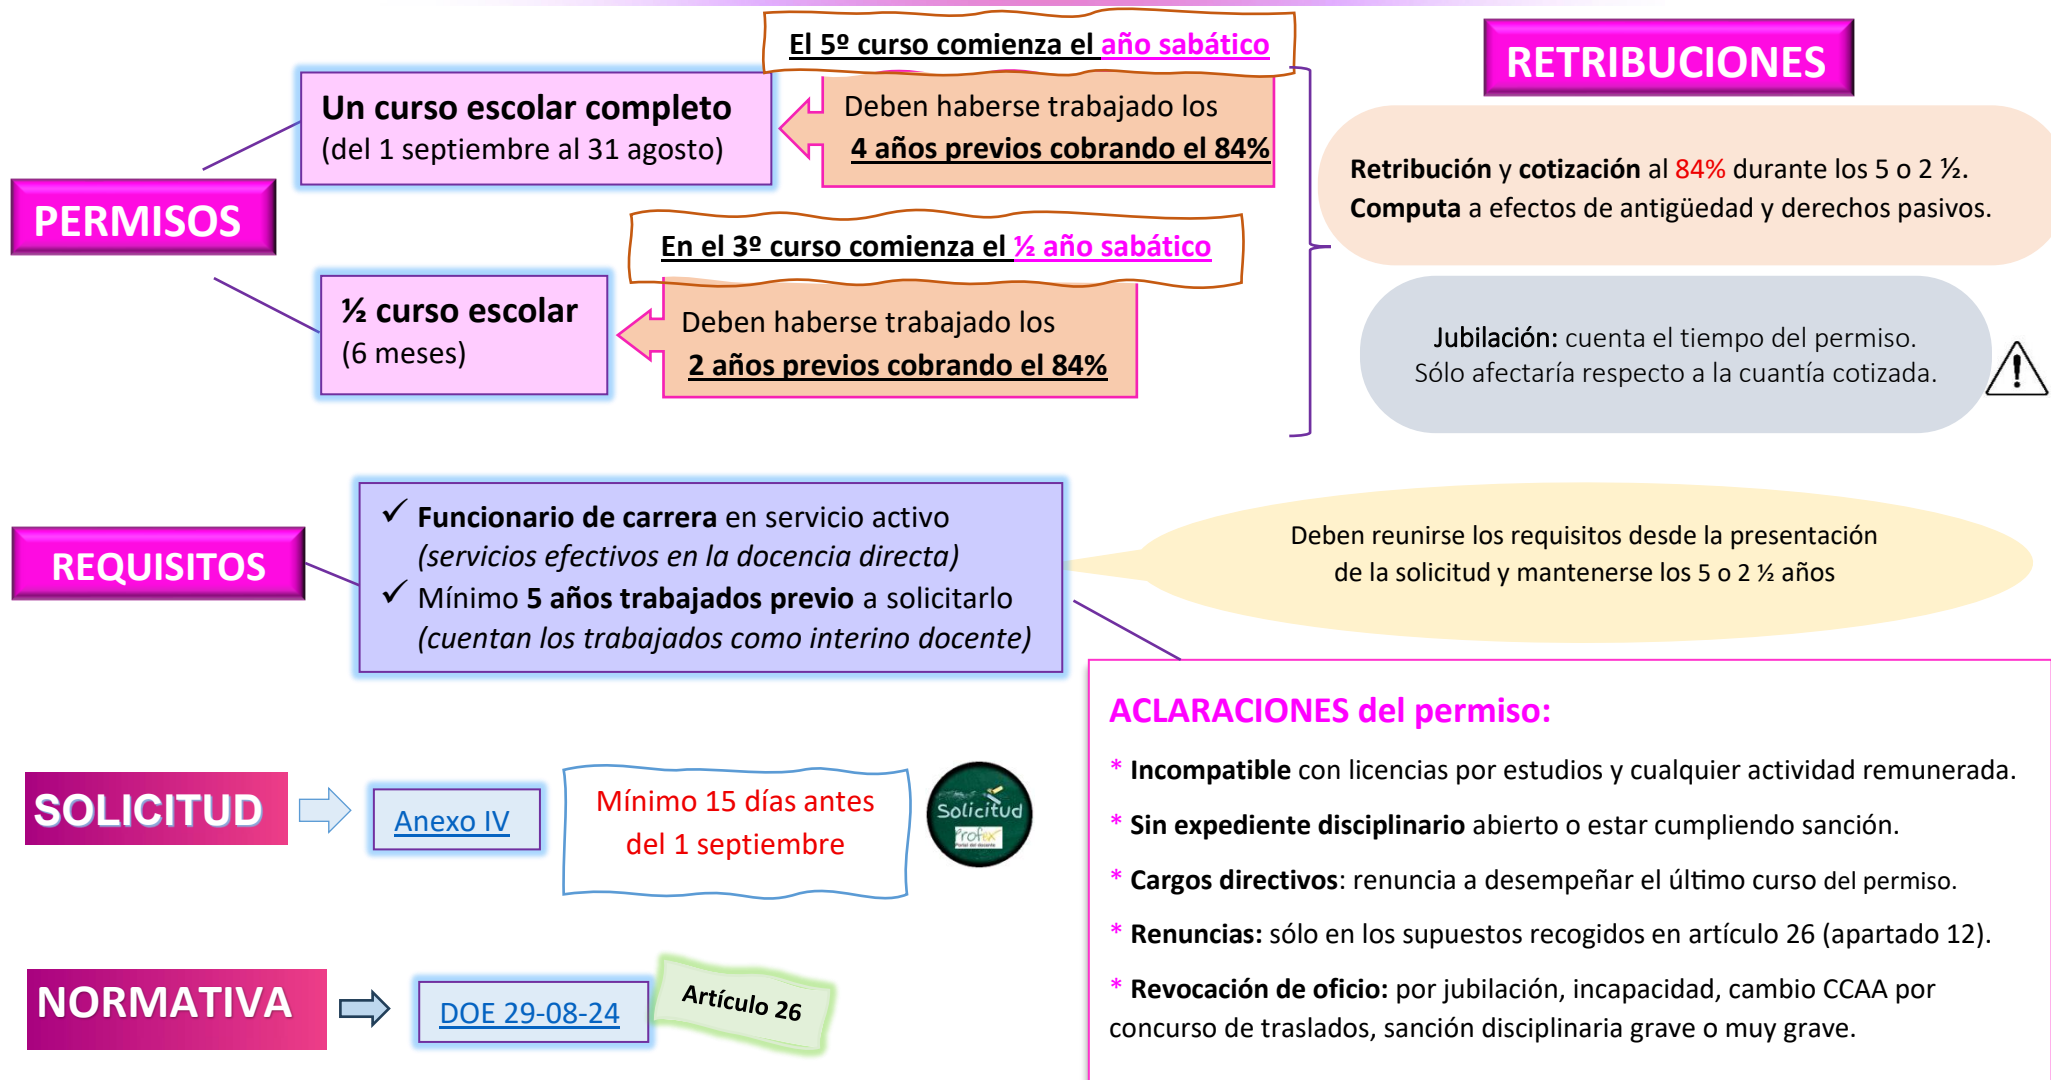 El 5º curso comienza el año sabático
RETRIBUCIONES
Un curso escolar completo
(del 1 septiembre al 31 agosto)
Deben haberse trabajado los
4 años previos cobrando el 84%
Retribución y cotización al 84% durante los 5 o 2 ½.
Computa a efectos de antigüedad y derechos pasivos.
PERMISOS
En el 3º curso comienza el ½ año sabático
½ curso escolar
(6 meses)
Deben haberse trabajado los
2 años previos cobrando el 84%
Jubilación: cuenta el tiempo del permiso.
Sólo afectaría respecto a la cuantía cotizada.
REQUISITOS
✓ Funcionario de carrera en servicio activo
(servicios efectivos en la docencia directa)
✓ Mínimo 5 años trabajados previo a solicitarlo
(cuentan los trabajados como interino docente)
Deben reunirse los requisitos desde la presentación
de la solicitud y mantenerse los 5 o 2 ½ años
ACLARACIONES del permiso:
* Incompatible con licencias por estudios y cualquier actividad remunerada.
* Sin expediente disciplinario abierto o estar cumpliendo sanción.
* Cargos directivos: renuncia a desempeñar el último curso del permiso.
* Renuncias: sólo en los supuestos recogidos en artículo 26 (apartado 12).
* Revocación de oficio: por jubilación, incapacidad, cambio CCAA por
concurso de traslados, sanción disciplinaria grave o muy grave.
SOLICITUD
Anexo IV
Mínimo 15 días antes
del 1 septiembre
Solicitud
Profex
Portal del docente
NORMATIVA
DOE 29-08-24
Artículo 26